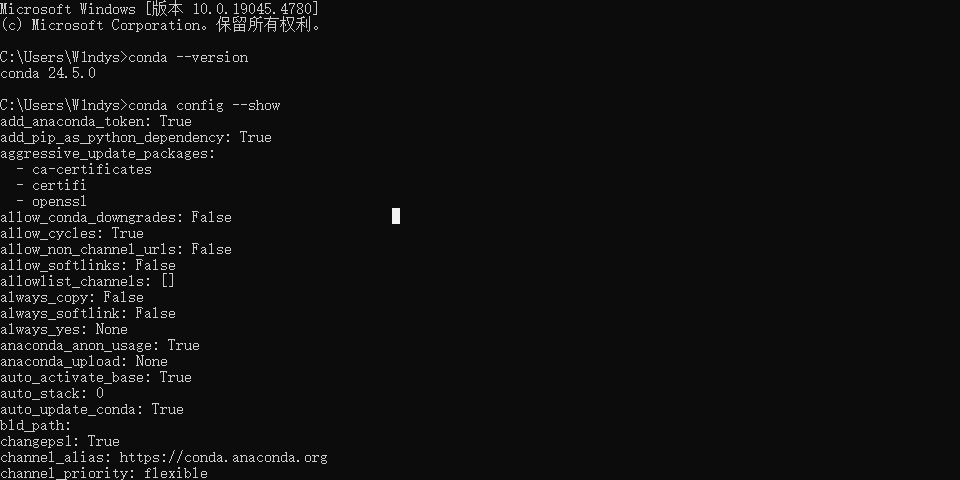 Microsoft Windows [版本 10.0.19045.4780]
(c) Microsoft Corporation。保留所有权利。
C:\Users\W1ndys>conda --version
conda 24.5.0
C:\Users\W1ndys>conda config --show
add_anaconda_token: True
add_pip_as_python_dependency: True
aggressive_update_packages:
  - ca-certificates
  - certifi
  - openssl
allow_conda_downgrades: False
allow_cycles: True
allow_non_channel_urls: False
allow_softlinks: False
allowlist_channels: []
always_copy: False
always_softlink: False
always_yes: None
anaconda_anon_usage: True
anaconda_upload: None
auto_activate_base: True
auto_stack: 0
auto_update_conda: True
bld_path:
changeps1: True
channel_alias: https://conda.anaconda.org
channel_priority: flexible